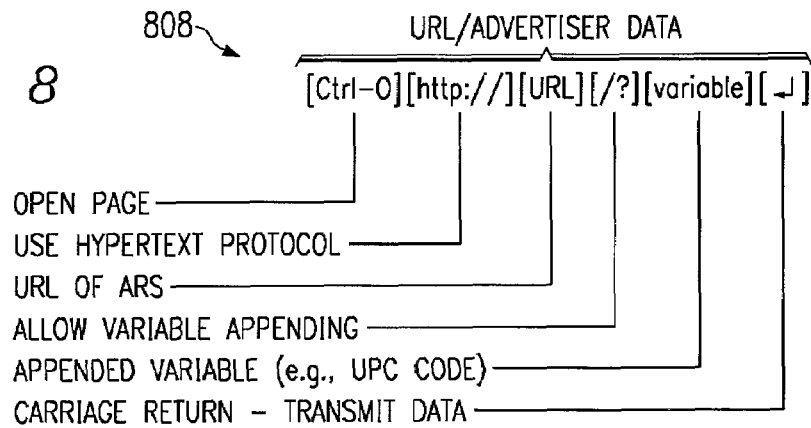 808
URL/ADVERTISER DATA
8
[Ctrl-O][http://][URL][/?][variable][↵]
OPEN PAGE
USE HYPERTEXT PROTOCOL
URL OF ARS
ALLOW VARIABLE APPENDING
APPENDED VARIABLE (e.g., UPC CODE)
CARRIAGE RETURN - TRANSMIT DATA